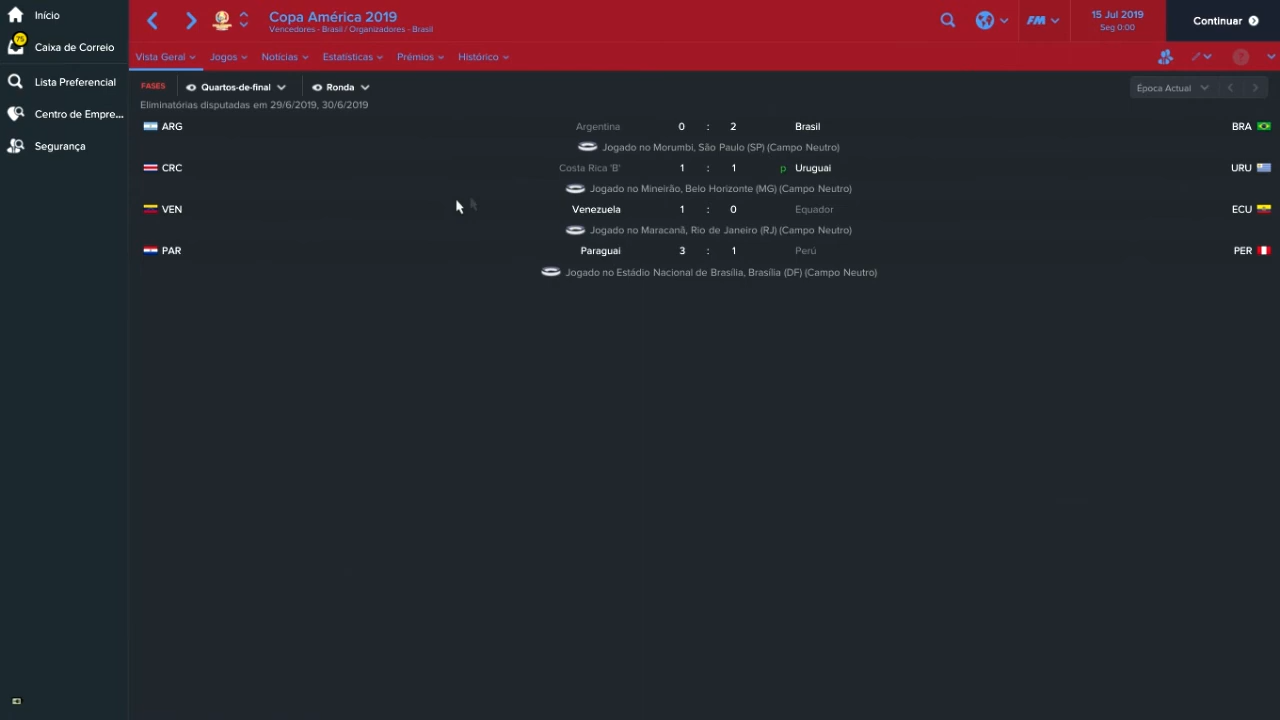 Início
75
Caixa de Correio
Lista Preferencial
Centro de Empre...
Segurança
Copa América 2019
Vencedores - Brasil / Organizadores - Brasil
FM
15 Jul 2019
Seg 0:00
Continuar
Vista Geral
Jogos
Notícias
Estatísticas
Prémios
Histórico
?
FASES
Quartos-de-final
Ronda
Época Actual
Eliminatórias disputadas em 29/6/2019, 30/6/2019
ARG Argentina 0 : 2 Brasil BRA
Jogado no Morumbi, São Paulo (SP) (Campo Neutro)
CRC Costa Rica 'B' 1 : 1 p Uruguai URU
Jogado no Mineirão, Belo Horizonte (MG) (Campo Neutro)
VEN Venezuela 1 : 0 Equador ECU
Jogado no Maracanã, Rio de Janeiro (RJ) (Campo Neutro)
PAR Paraguai 3 : 1 Perú PER
Jogado no Estádio Nacional de Brasília, Brasília (DF) (Campo Neutro)